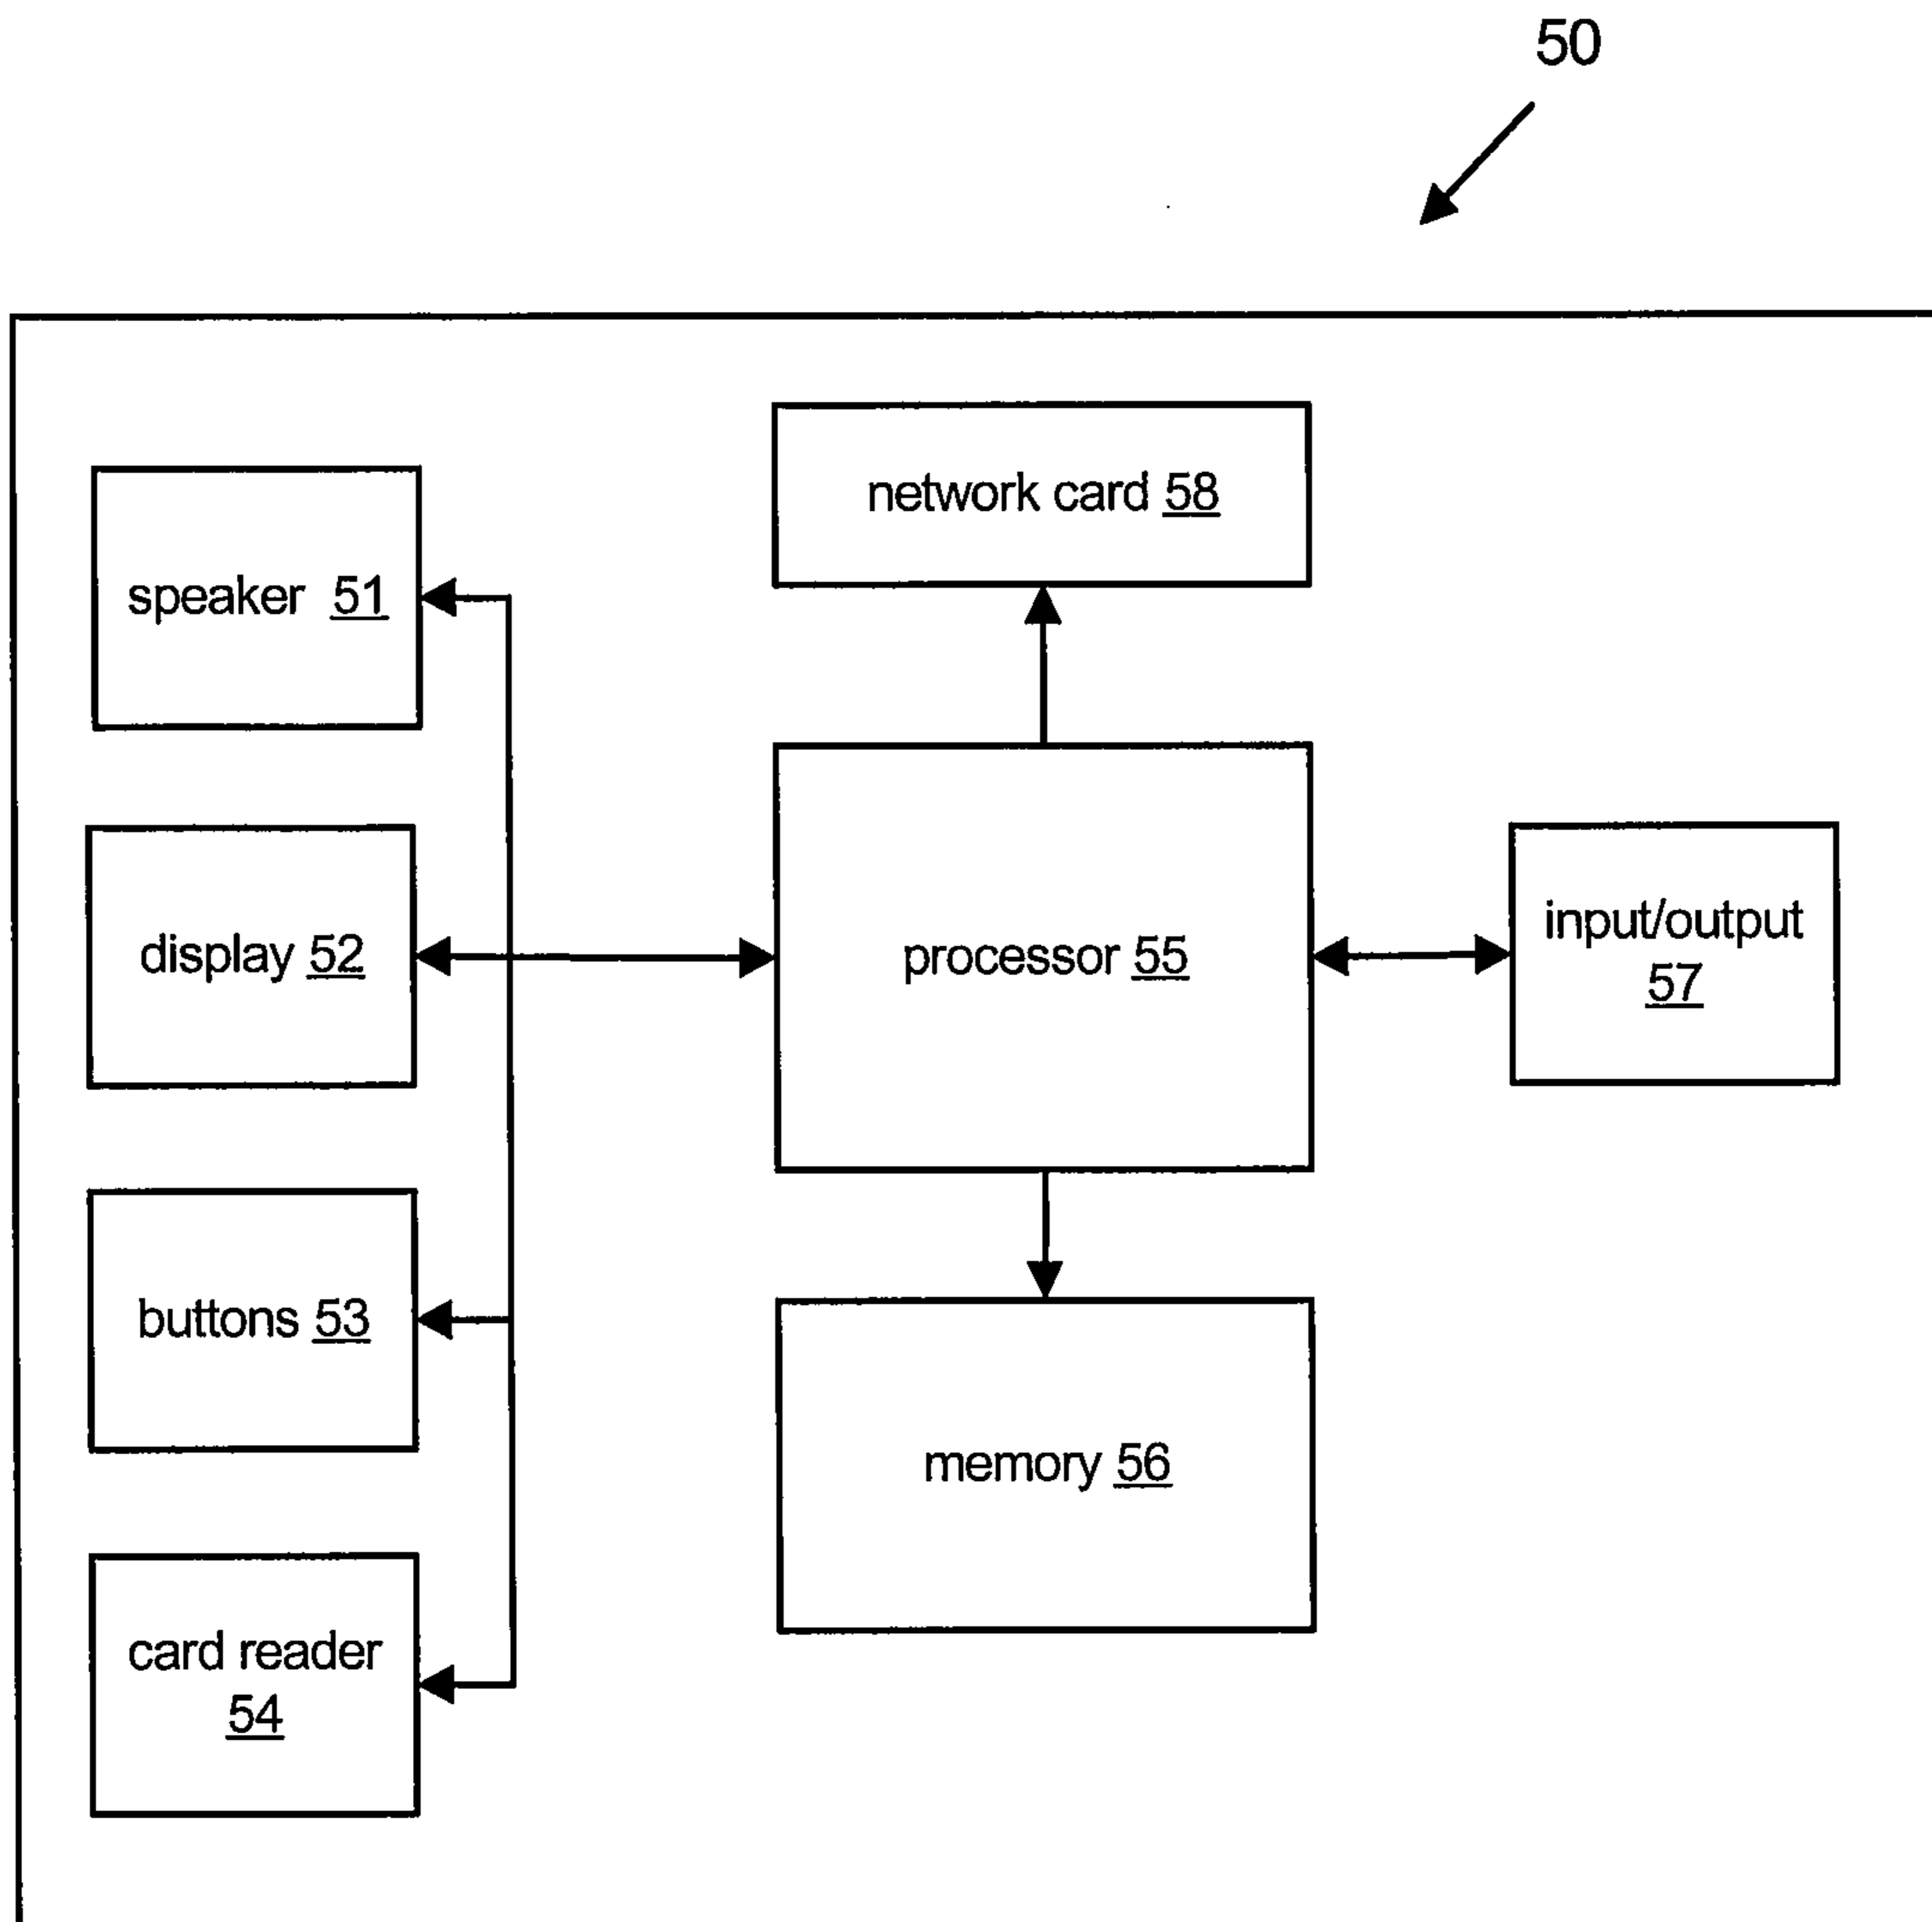 50
network card 58
speaker 51
display 52
processor 55
input/output
57
buttons 53
memory 56
card reader
54